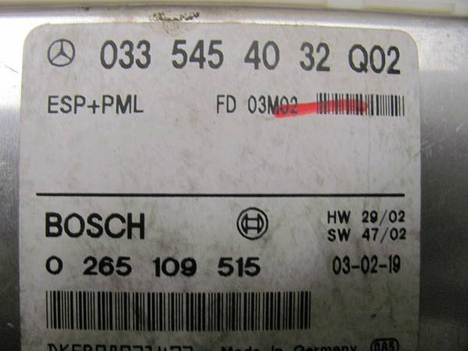 033 545 40 32 Q02
ESP+PML FD 03M02
BOSCH HW 29/02
SW 47/02
0 265 109 515 03-02-19
Made in Germany